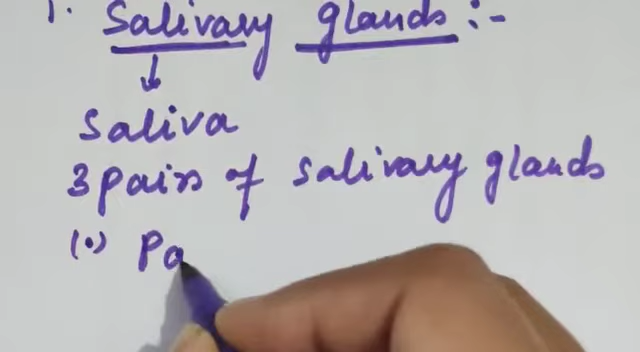 1. Salivary glands :-
↓
Saliva
3 pairs of salivary glands
(•) Pa